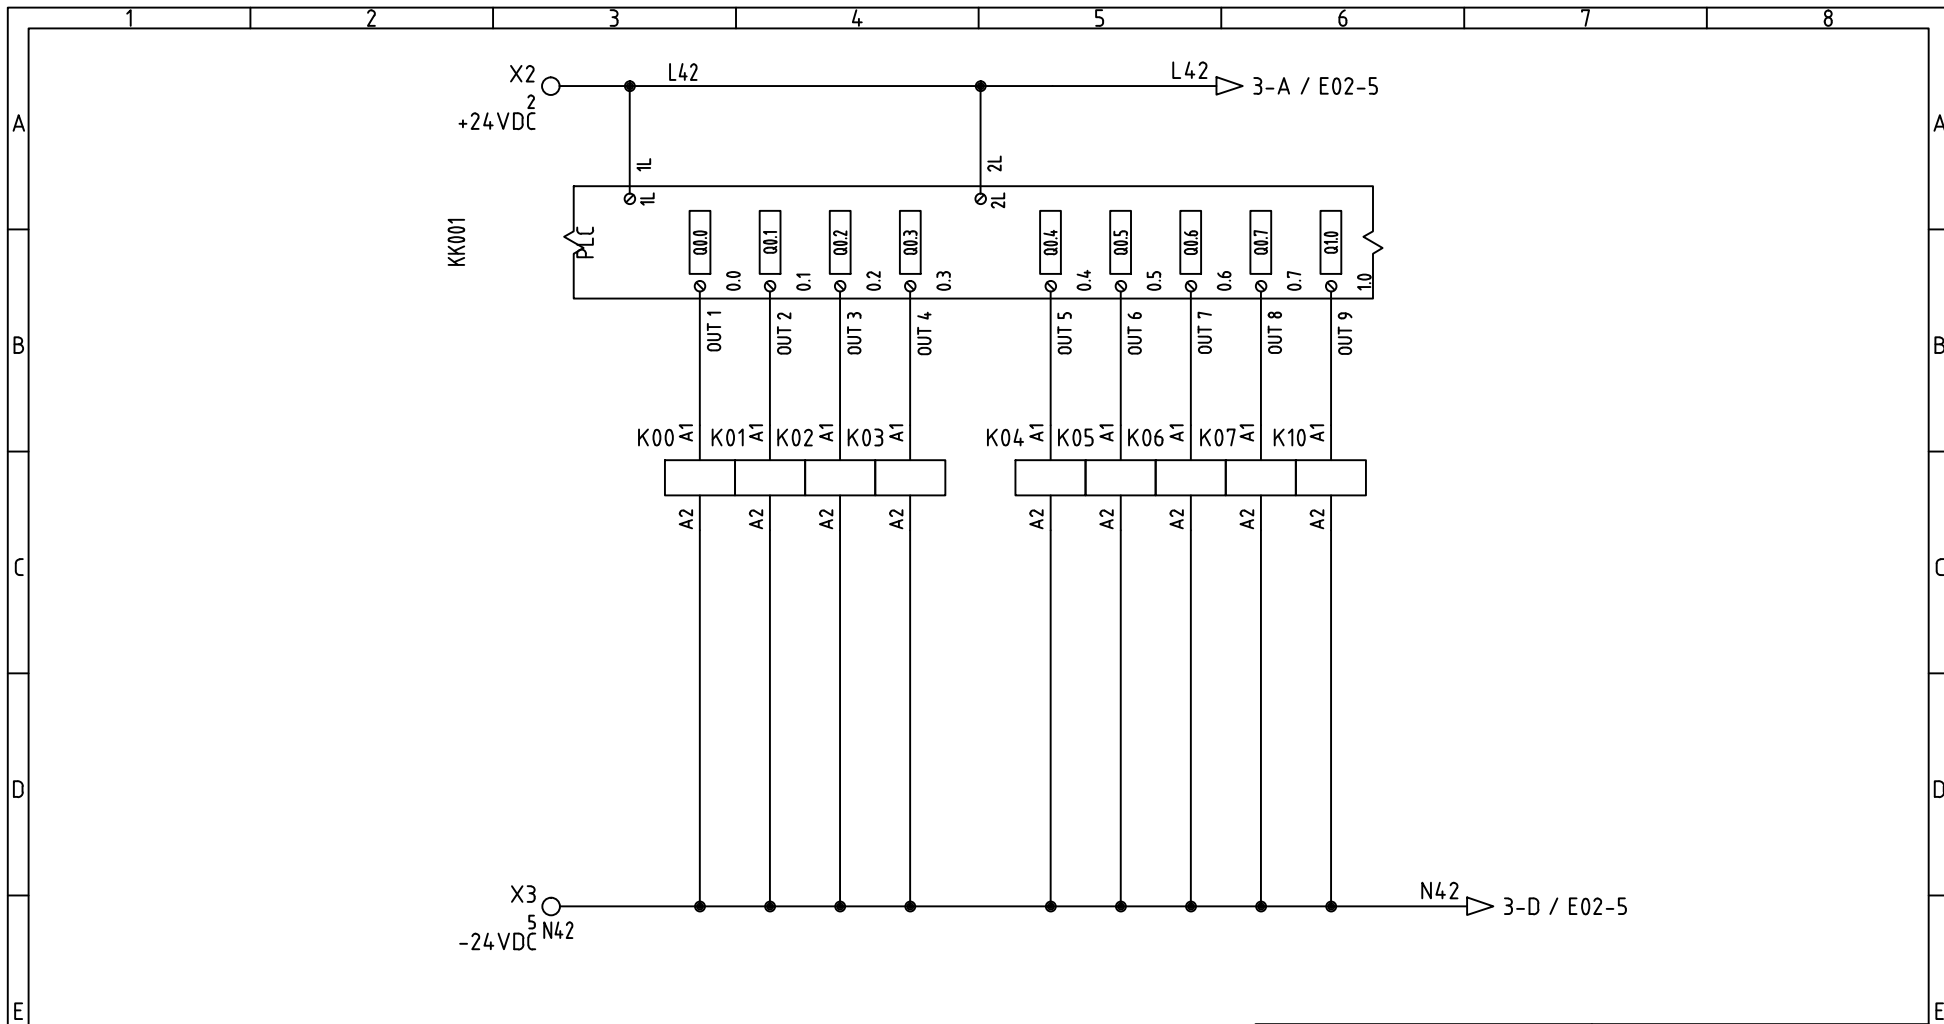 1 2 3 4 5 6 7 8
X2 L42 L42 3-A / E02-5
2
+24VDC
A A
1L 2L
1L 2L
KK001 PLC Q0.0 Q0.1 Q0.2 Q0.3 Q0.4 Q0.5 Q0.6 Q0.7 Q1.0
0.0 0.1 0.2 0.3 0.4 0.5 0.6 0.7 1.0
OUT 1 OUT 2 OUT 3 OUT 4 OUT 5 OUT 6 OUT 7 OUT 8 OUT 9
B B
K00 A1 K01 A1 K02 A1 K03 A1 K04 A1 K05 A1 K06 A1 K07 A1 K10 A1
A2 A2 A2 A2 A2 A2 A2 A2 A2
C C
D D
X3 N42 3-D / E02-5
5 N42
-24VDC
E E